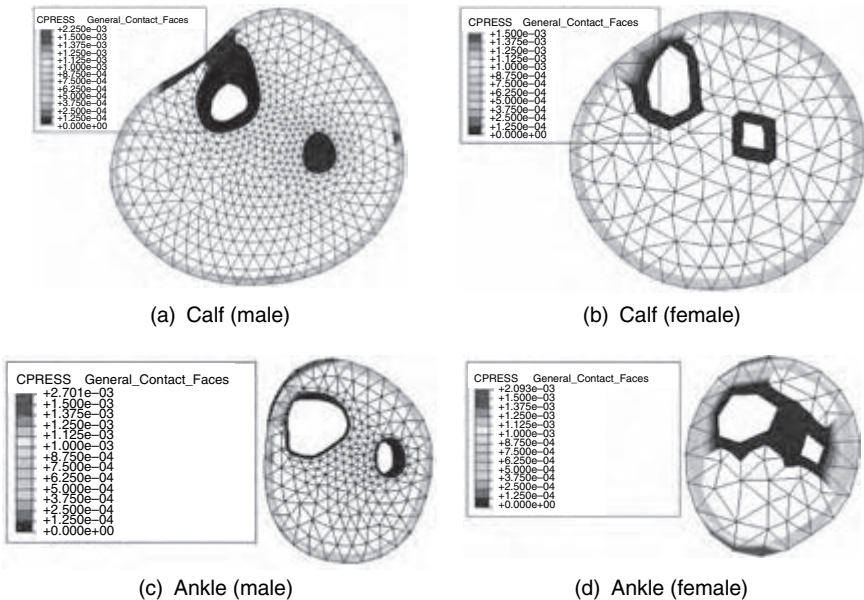 CPRESS General_Contact_Faces
+2.250e−03
+1.500e−03
+1.375e−03
+1.250e−03
+1.125e−03
+1.000e−03
+8.750e−04
+7.500e−04
+6.250e−04
+5.000e−04
+3.750e−04
+2.500e−04
+1.250e−04
+0.000e+00
CPRESS General_Contact_Faces
+1.500e−03
+1.375e−03
+1.250e−03
+1.125e−03
+1.000e−03
+8.750e−04
+7.500e−04
+6.250e−04
+5.000e−04
+3.750e−04
+2.500e−04
+1.250e−04
+0.000e+00
(a) Calf (male)
(b) Calf (female)
CPRESS General_Contact_Faces
+2.701e−03
+1.500e−03
+1.375e−03
+1.250e−03
+1.125e−03
+1.000e−03
+8.750e−04
+7.500e−04
+6.250e−04
+5.000e−04
+3.750e−04
+2.500e−04
+1.250e−04
+0.000e+00
CPRESS General_Contact_Faces
+2.093e−03
+1.500e−03
+1.375e−03
+1.250e−03
+1.125e−03
+1.000e−03
+8.750e−04
+7.500e−04
+6.250e−04
+5.000e−04
+3.750e−04
+2.500e−04
+1.250e−04
+0.000e+00
(c) Ankle (male)
(d) Ankle (female)